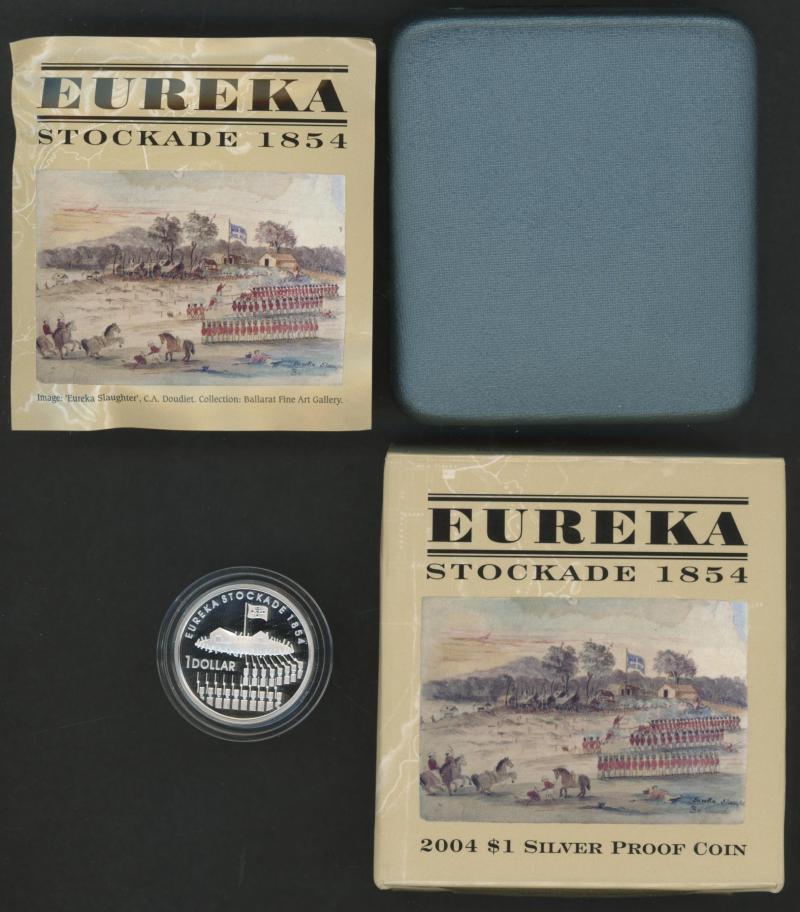 EUREKA
STOCKADE 1854
Image: 'Eureka Slaughter', C.A. Doudiet. Collection: Ballarat Fine Art Gallery.
EUREKA STOCKADE 1854
1 DOLLAR
EUREKA
STOCKADE 1854
2004 $1 SILVER PROOF COIN